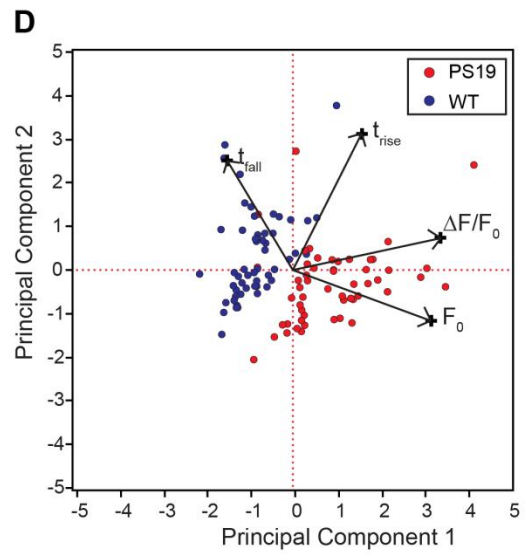 D
PS19
WT
t_rise
t_fall
ΔF/F₀
F₀
Principal Component 2
5
4
3
2
1
0
-1
-2
-3
-4
-5
-5 -4 -3 -2 -1 0 1 2 3 4 5
Principal Component 1